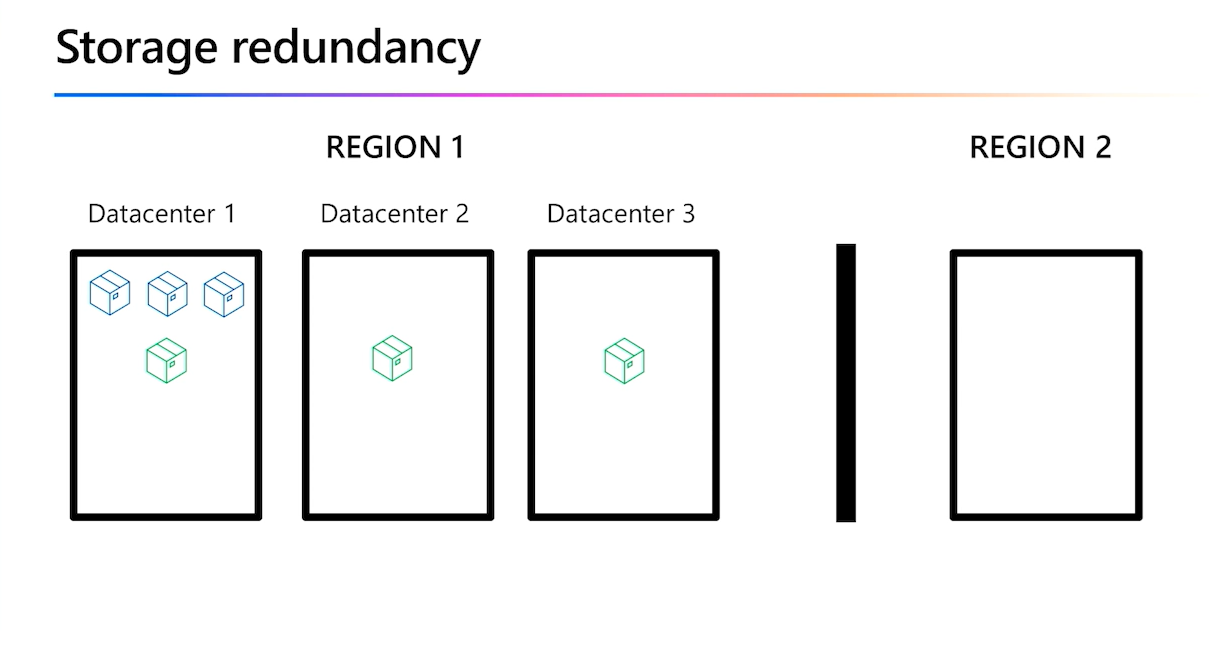 Storage redundancy
REGION 1
REGION 2
Datacenter 1
Datacenter 2
Datacenter 3